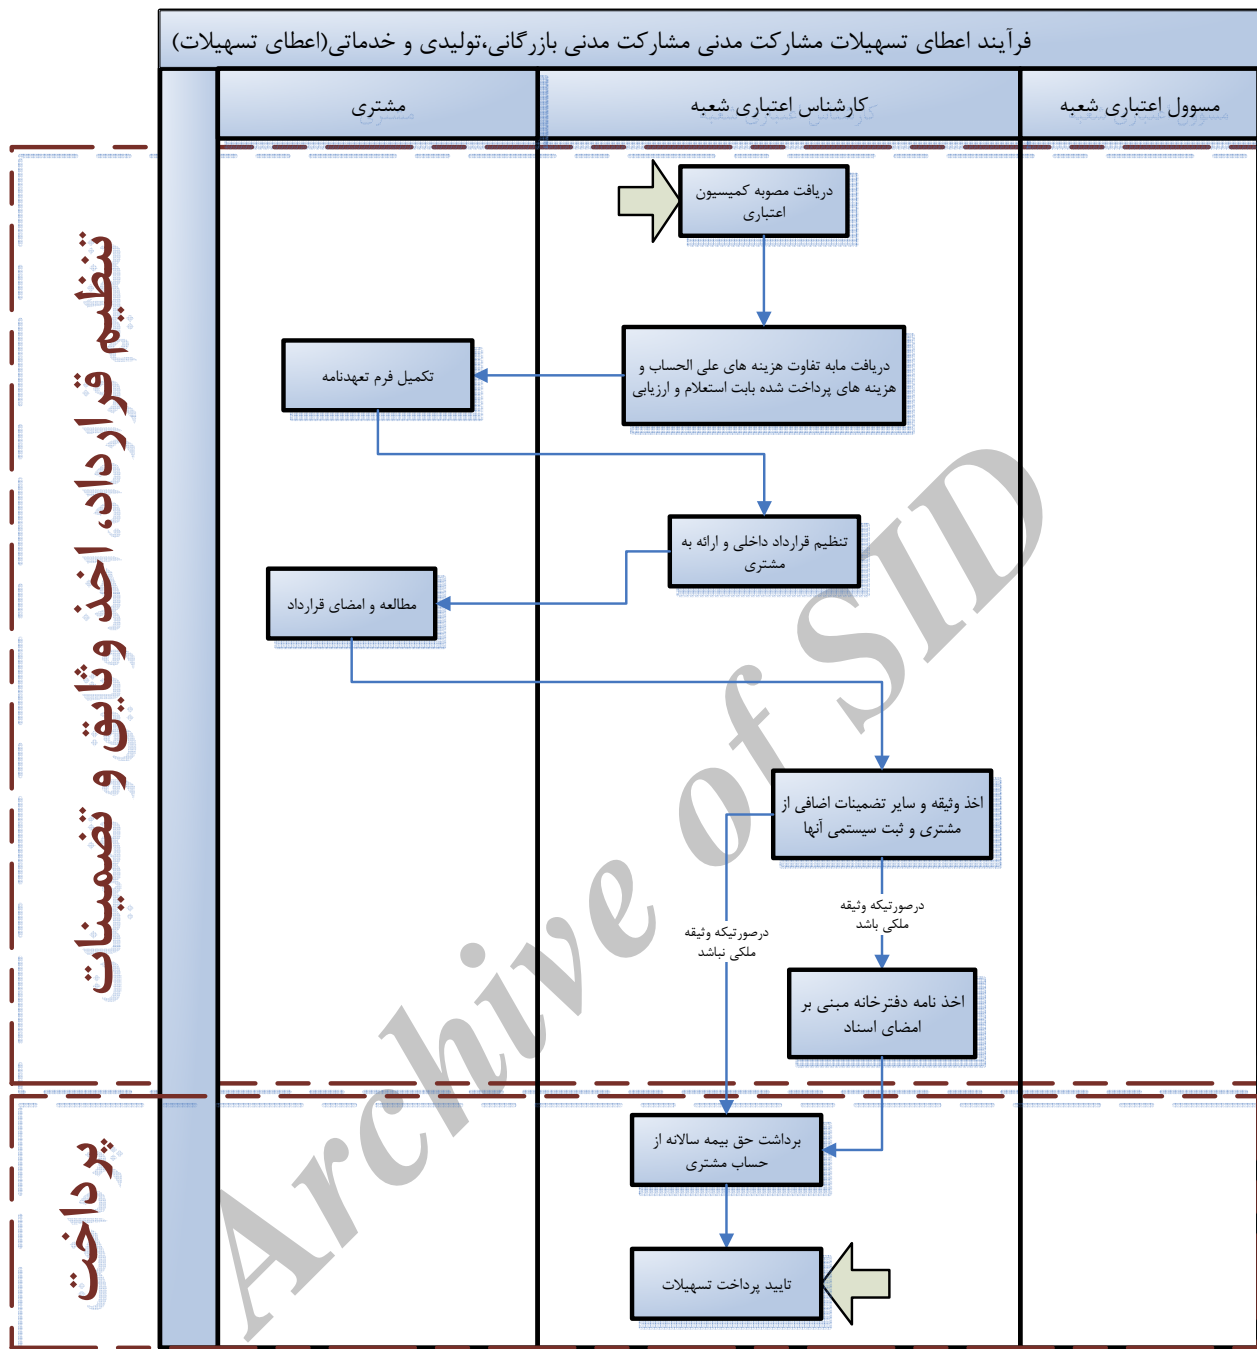 فرآیند اعطای تسهیلات مشارکت مدنی مشارکت مدنی بازرگانی،تولیدی و خدماتی(اعطای تسهیلات)
مسوول اعتباری شعبه
کارشناس اعتباری شعبه
مشتری
تنظیم قرارداد، اخذ وثایق و تضمینات
دریافت مصوبه کمیسیون
اعتباری
دریافت مابه تفاوت هزینه های علی الحساب و
هزینه های پرداخت شده بابت استعلام و ارزیابی
تکمیل فرم تعهدنامه
تنظیم قرارداد داخلی و ارائه به
مشتری
مطالعه و امضای قرارداد
اخذ وثیقه و سایر تضمینات اضافی از
مشتری و ثبت سیستمی آنها
درصورتیکه وثیقه
ملکی باشد
درصورتیکه وثیقه
ملکی نباشد
اخذ نامه دفترخانه مبنی بر
امضای اسناد
پرداخت
برداشت حق بیمه سالانه از
حساب مشتری
تایید پرداخت تسهیلات
Archive of SID